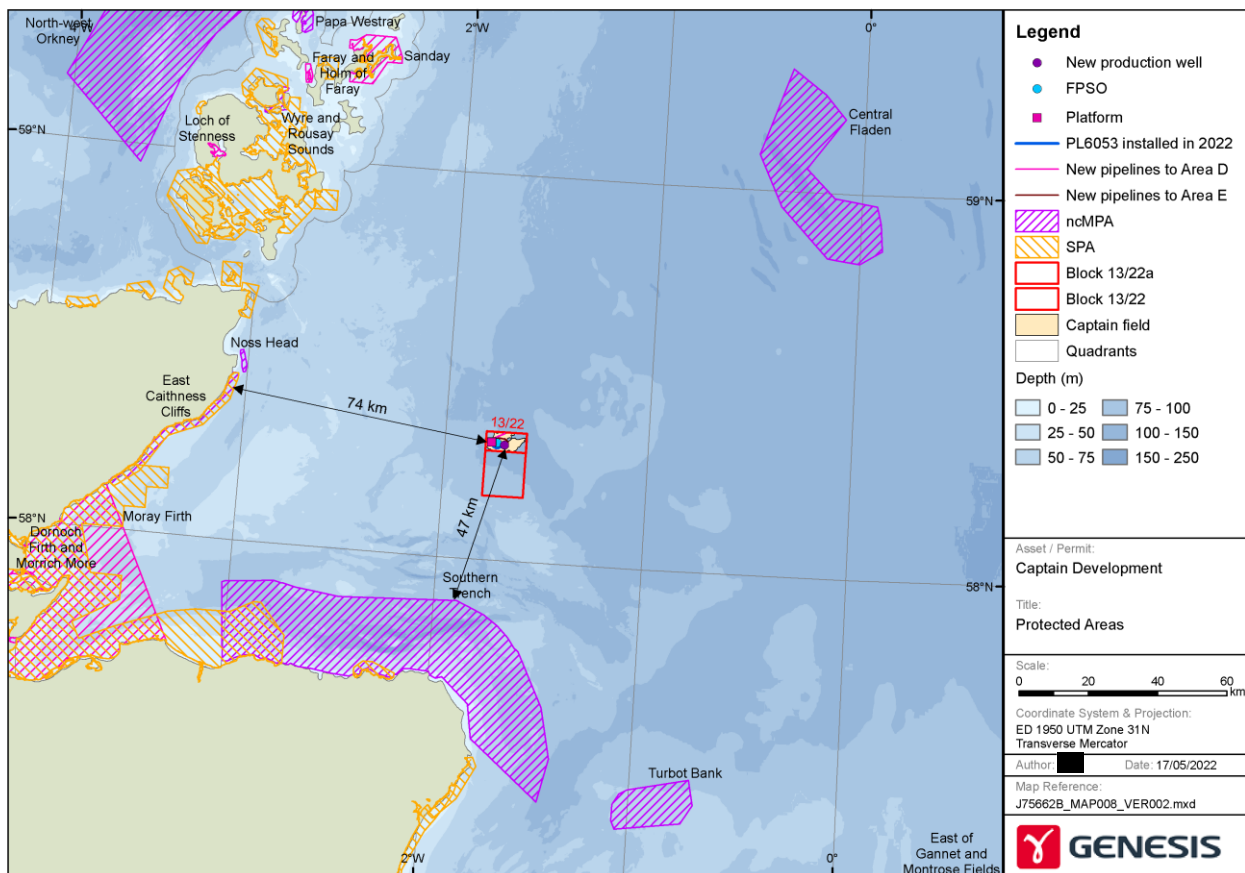 North-west
Orkney
4°W
Papa Westray
2°W
0°
Faray and
Holm of
Faray
Sanday
59°N
Loch of
Stenness
Wyre and
Rousay
Sounds
Central
Fladen
59°N
Noss Head
East
Caithness
Cliffs
74 km
13/22
47 km
58°N
Moray Firth
Dornoch
Firth and
Morrich More
Southern
Trench
58°N
Turbot Bank
2°W
0°
East of
Gannet and
Montrose Fields
Legend
New production well
FPSO
Platform
PL6053 installed in 2022
New pipelines to Area D
New pipelines to Area E
ncMPA
SPA
Block 13/22a
Block 13/22
Captain field
Quadrants
Depth (m)
0 - 25
75 - 100
25 - 50
100 - 150
50 - 75
150 - 250
Asset / Permit:
Captain Development
Title:
Protected Areas
Scale:
0 20 40 60
km
Coordinate System & Projection:
ED 1950 UTM Zone 31N
Transverse Mercator
Author: Date: 17/05/2022
Map Reference:
J75662B_MAP008_VER002.mxd
GENESIS